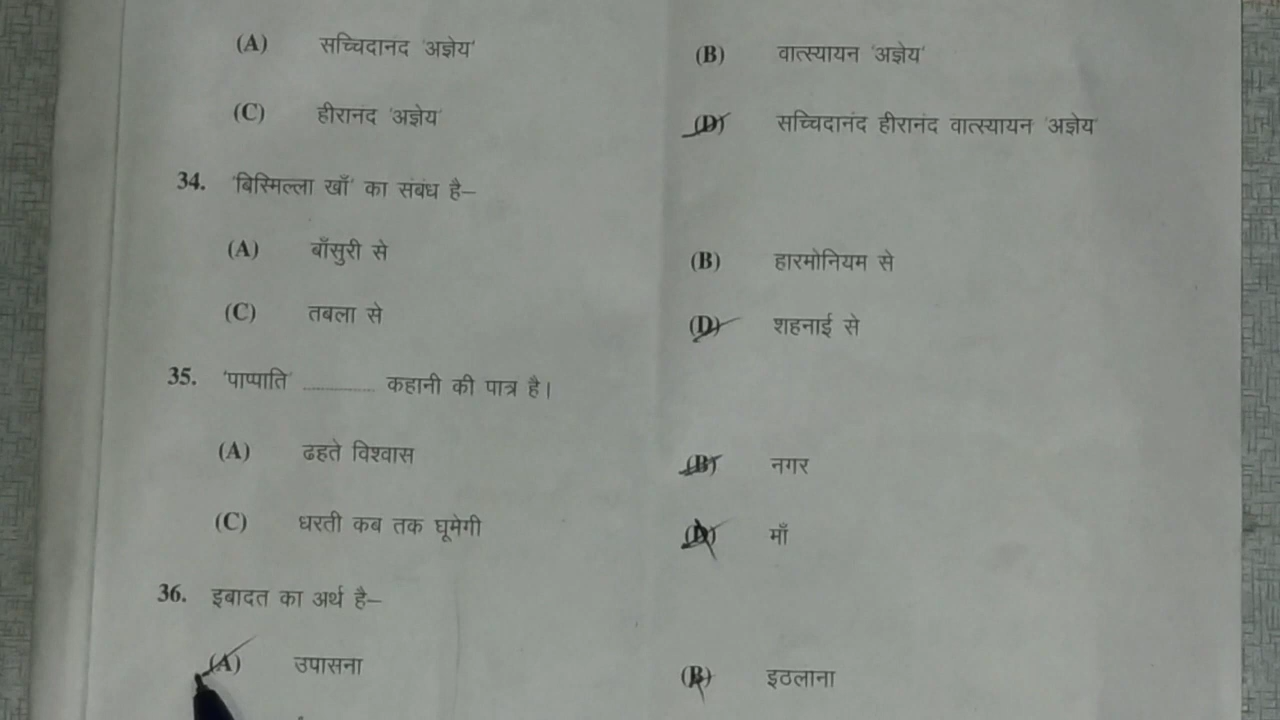 (A) सच्चिदानद 'अज्ञेय' (B) वात्स्यायन 'अज्ञेय'
(C) हीरानंद 'अज्ञेय' (D) सच्चिदानंद हीरानंद वात्स्यायन 'अज्ञेय'
34. 'बिस्मिल्ला खाँ' का संबंध है–
(A) बाँसुरी से (B) हारमोनियम से
(C) तबला से (D) शहनाई से
35. 'पाप्पाति' ............... कहानी की पात्र है।
(A) ढहते विश्वास (B) नगर
(C) धरती कब तक घूमेगी (D) माँ
36. इबादत का अर्थ है–
(A) उपासना (B) इठलाना